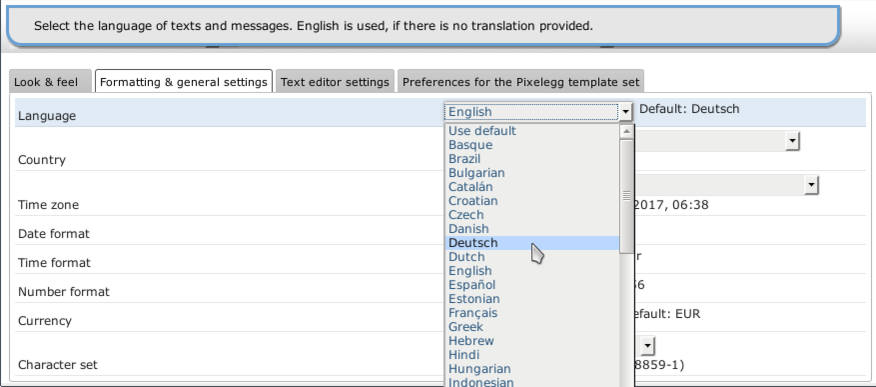 Select the language of texts and messages. English is used, if there is no translation provided.
Look & feel Formatting & general settings Text editor settings Preferences for the Pixelegg template set
Language English Default: Deutsch
Use default
Basque
Brazil
Bulgarian
Catalán
Croatian
Czech
Danish
Deutsch
Dutch
English
Español
Estonian
Français
Greek
Hebrew
Hindi
Hungarian
Indonesian
Country
Time zone 2017, 06:38
Date format
Time format r
Number format 6
Currency efault: EUR
Character set 8859-1)